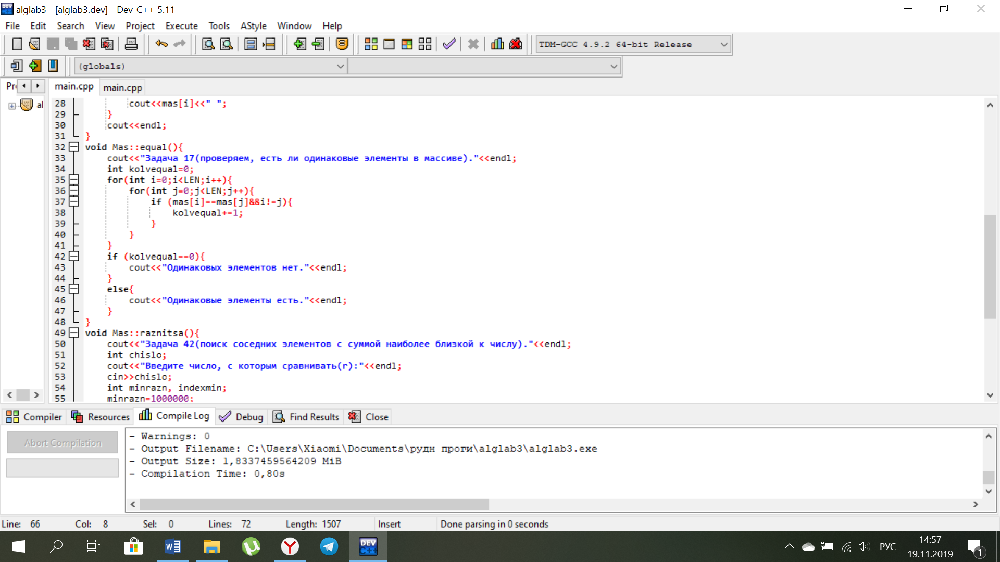 alglab3 - [alglab3.dev] - Dev-C++ 5.11
File Edit Search View Project Execute Tools AStyle Window Help
TDM-GCC 4.9.2 64-bit Release
(globals)
main.cpp main.cpp
al
28 cout<<mas[i]<<" ";
29 }
30 cout<<endl;
31 }
32 void Mas::equal(){
33 cout<<"Задача 17(проверяем, есть ли одинаковые элементы в массиве)."<<endl;
34 int kolvequal=0;
35 for(int i=0;i<LEN;i++){
36 for(int j=0;j<LEN;j++){
37 if (mas[i]==mas[j]&&i!=j){
38 kolvequal+=1;
39 }
40 }
41 }
42 if (kolvequal==0){
43 cout<<"Одинаковых элементов нет."<<endl;
44 }
45 else{
46 cout<<"Одинаковые элементы есть."<<endl;
47 }
48 }
49 void Mas::raznitsa(){
50 cout<<"Задача 42(поиск соседних элементов с суммой наиболее близкой к числу)."<<endl;
51 int chislo;
52 cout<<"Введите число, с которым сравнивать(r):"<<endl;
53 cin>>chislo;
54 int minrazn, indexmin;
55 minrazn=1000000;
Compiler Resources Compile Log Debug Find Results Close
Abort Compilation
- Warnings: 0
- Output Filename: C:\Users\Xiaomi\Documents\рудн проги\alglab3\alglab3.exe
- Output Size: 1,8337459564209 MiB
- Compilation Time: 0,80s
Line: 66 Col: 8 Sel: 0 Lines: 72 Length: 1507 Insert Done parsing in 0 seconds
DEV C++
РУС
14:57
19.11.2019
1